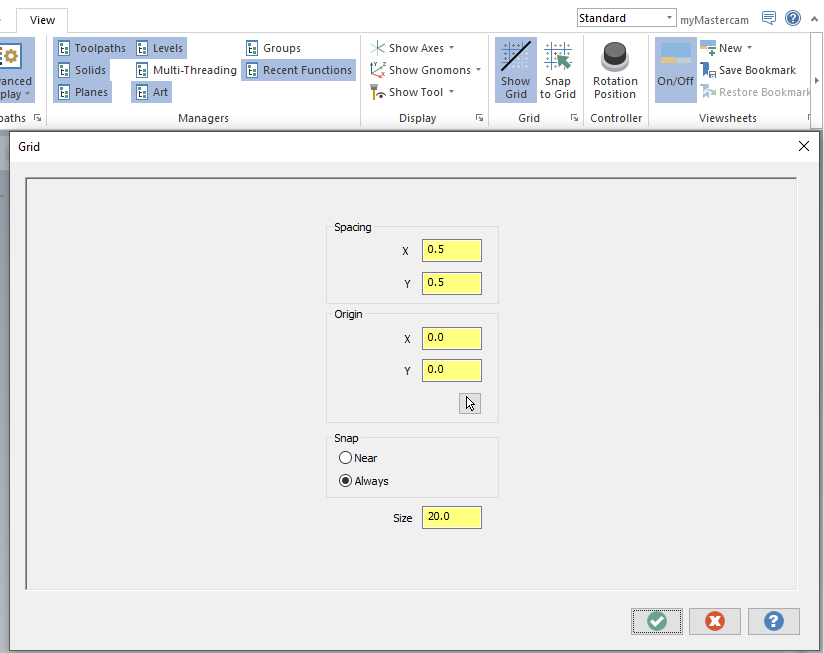 View
Standard
myMastercam
vanced
play
aths
Toolpaths
Levels
Groups
Solids
Multi-Threading
Recent Functions
Planes
Art
Managers
Show Axes
Show Gnomons
Show Tool
Display
Show
Grid
Snap
to Grid
Grid
Rotation
Position
Controller
On/Off
New
Save Bookmark
Restore Bookmark
Viewsheets
Grid
Spacing
X 0.5
Y 0.5
Origin
X 0.0
Y 0.0
Snap
Near
Always
Size 20.0